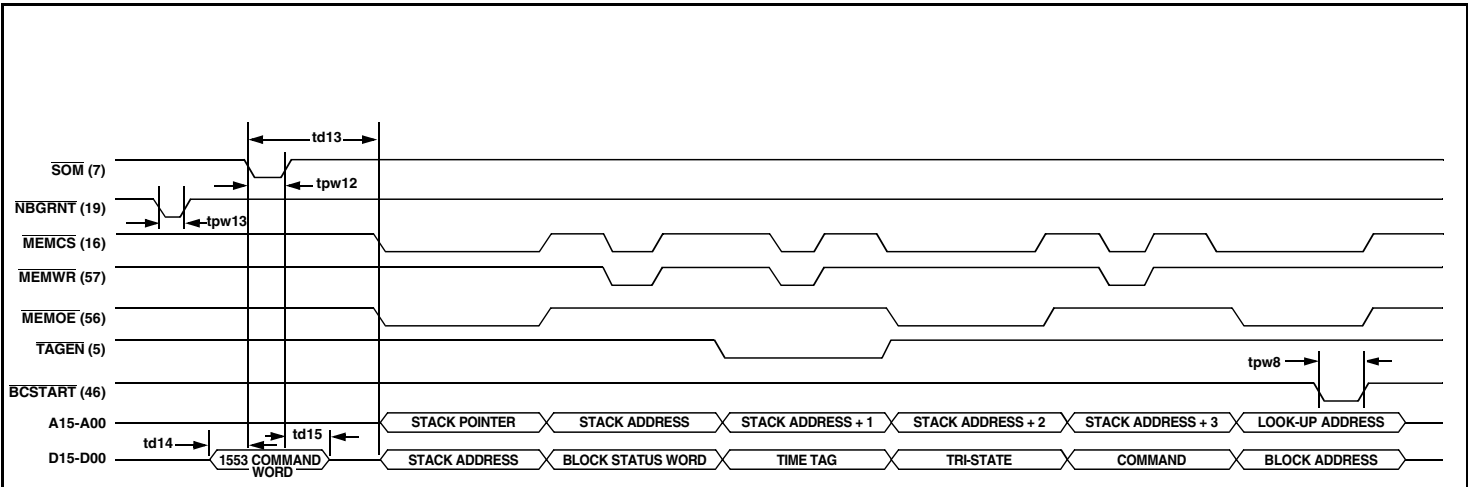 td13
SOM (7)
tpw12
NBGRNT (19)
tpw13
MEMCS (16)
MEMWR (57)
MEMOE (56)
TAGEN (5)
tpw8
BCSTART (46)
A15-A00 STACK POINTER STACK ADDRESS STACK ADDRESS + 1 STACK ADDRESS + 2 STACK ADDRESS + 3 LOOK-UP ADDRESS
td14 td15
D15-D00 1553 COMMAND WORD STACK ADDRESS BLOCK STATUS WORD TIME TAG TRI-STATE COMMAND BLOCK ADDRESS